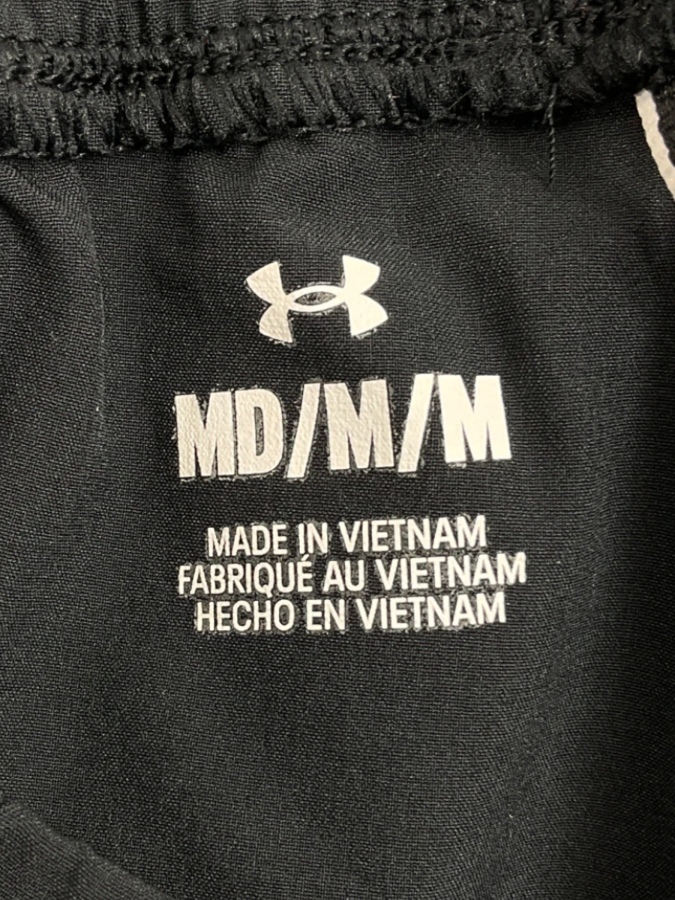 MD/M/M
MADE IN VIETNAM
FABRIQUÉ AU VIETNAM
HECHO EN VIETNAM